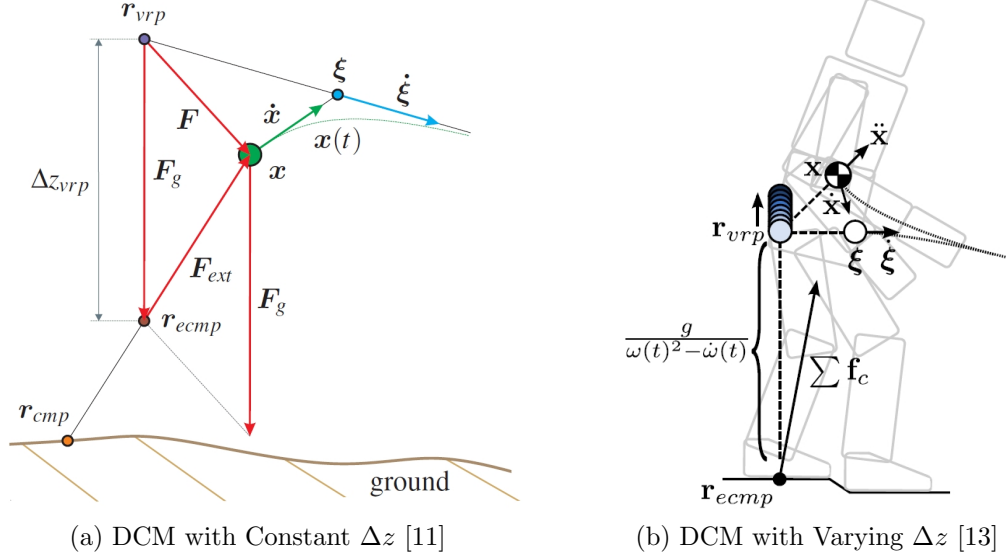 r_vrp
ξ
ξ̇
ẋ
F
x(t)
x
Δz_vrp
F_g
F_ext
F_g
r_ecmp
r_cmp
ground
(a) DCM with Constant Δz [11]
ẍ
x
ẋ
r_vrp
ξ
ξ̇
g
ω(t)² − ω̇(t)
∑ f_c
r_ecmp
(b) DCM with Varying Δz [13]